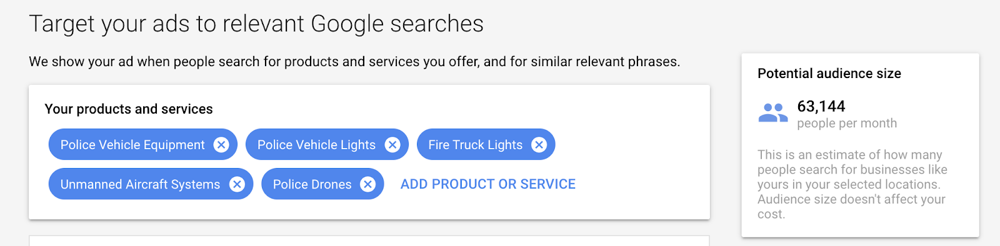 Target your ads to relevant Google searches
We show your ad when people search for products and services you offer, and for similar relevant phrases.
Your products and services
Police Vehicle Equipment
Police Vehicle Lights
Fire Truck Lights
Unmanned Aircraft Systems
Police Drones
ADD PRODUCT OR SERVICE
Potential audience size
63,144
people per month
This is an estimate of how many
people search for businesses like
yours in your selected locations.
Audience size doesn't affect your
cost.